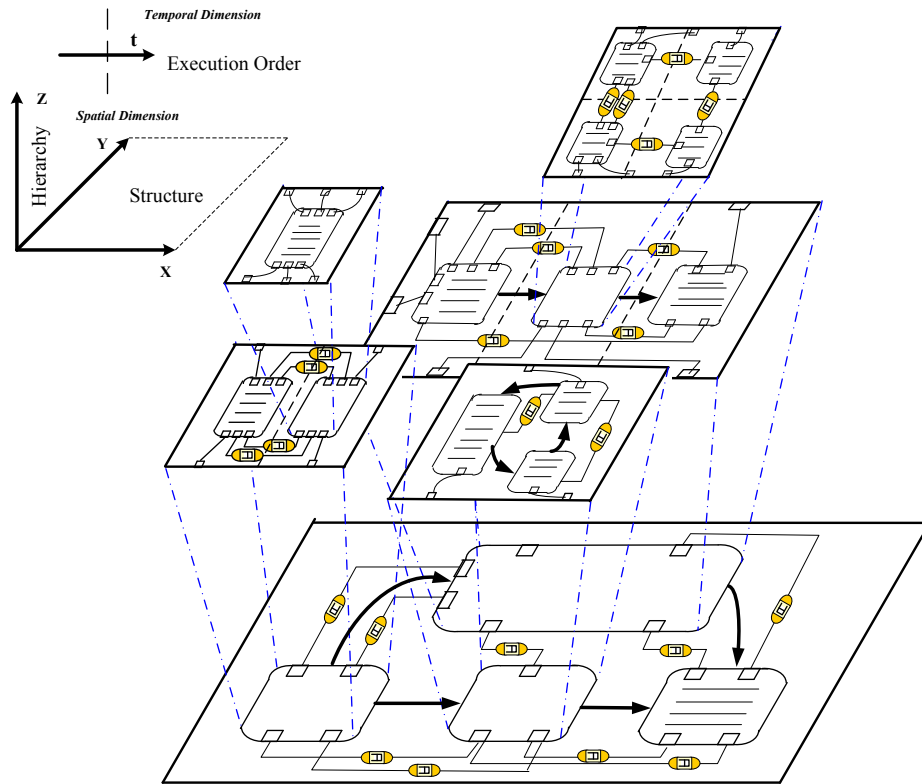 Temporal Dimension
t
Execution Order
Z
Spatial Dimension
Y
Hierarchy
Structure
X